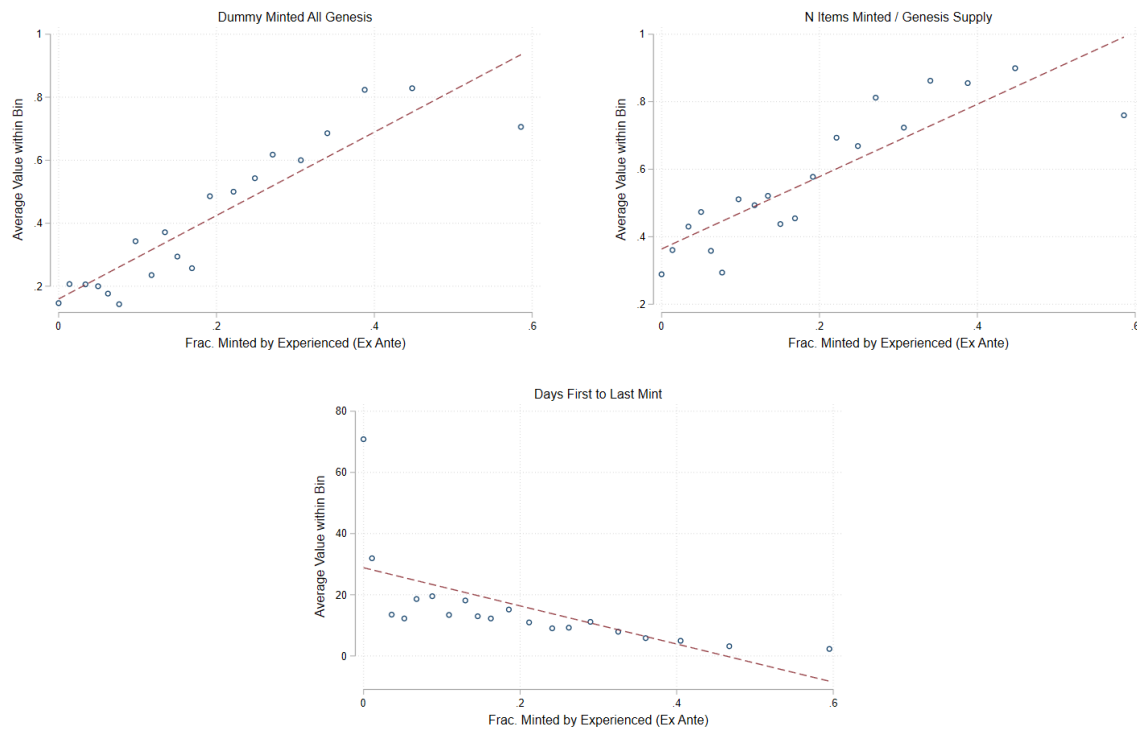 Dummy Minted All Genesis
Average Value within Bin
1
.8
.6
.4
.2
0 .2 .4 .6
Frac. Minted by Experienced (Ex Ante)
N Items Minted / Genesis Supply
Average Value within Bin
1
.8
.6
.4
.2
0 .2 .4 .6
Frac. Minted by Experienced (Ex Ante)
Days First to Last Mint
Average Value within Bin
80
60
40
20
0
0 .2 .4 .6
Frac. Minted by Experienced (Ex Ante)